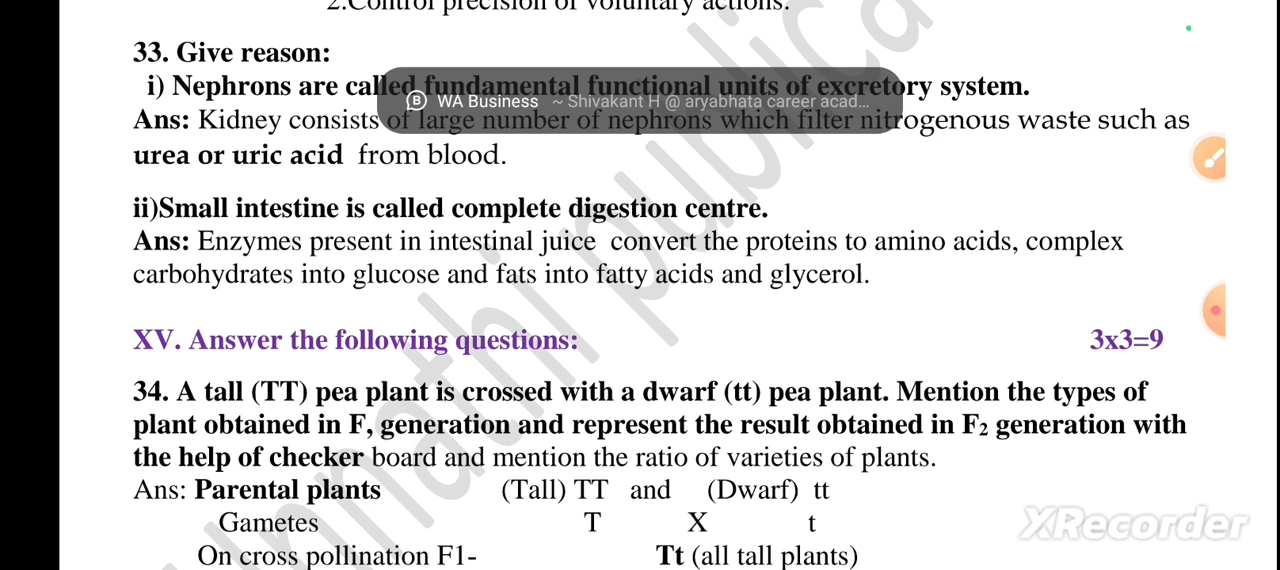 2.Control precision of voluntary actions.
33. Give reason:
i) Nephrons are called fundamental functional units of excretory system.
WA Business ~ Shivakant H @ aryabhata career acad...
Ans: Kidney consists of large number of nephrons which filter nitrogenous waste such as
urea or uric acid from blood.
ii)Small intestine is called complete digestion centre.
Ans: Enzymes present in intestinal juice convert the proteins to amino acids, complex
carbohydrates into glucose and fats into fatty acids and glycerol.
XV. Answer the following questions: 3x3=9
34. A tall (TT) pea plant is crossed with a dwarf (tt) pea plant. Mention the types of
plant obtained in F, generation and represent the result obtained in F₂ generation with
the help of checker board and mention the ratio of varieties of plants.
Ans: Parental plants (Tall) TT and (Dwarf) tt
Gametes T X t
On cross pollination F1- Tt (all tall plants)
XRecorder